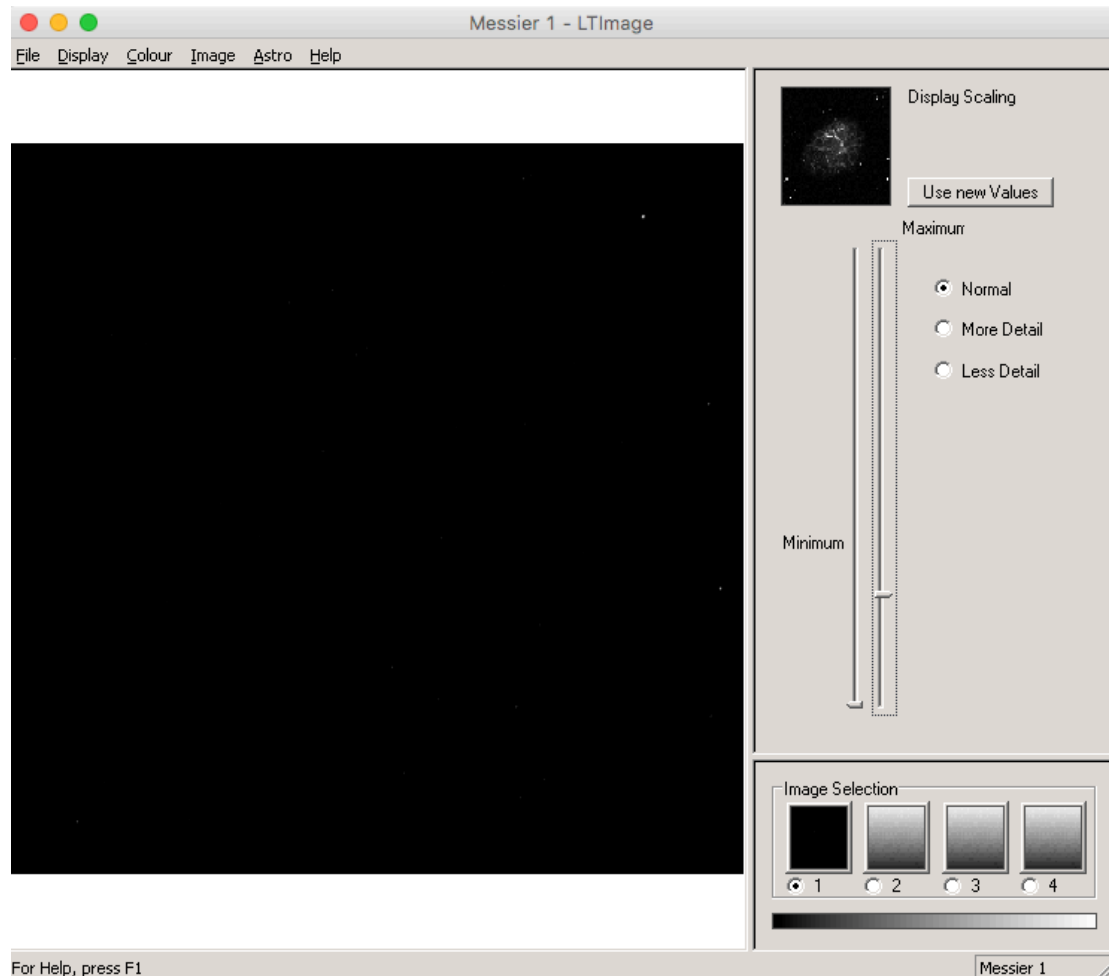 Messier 1 - LTImage
File Display Colour Image Astro Help
Display Scaling
Use new Values
Maximum
Normal
More Detail
Less Detail
Minimum
Image Selection
1 2 3 4
For Help, press F1
Messier 1